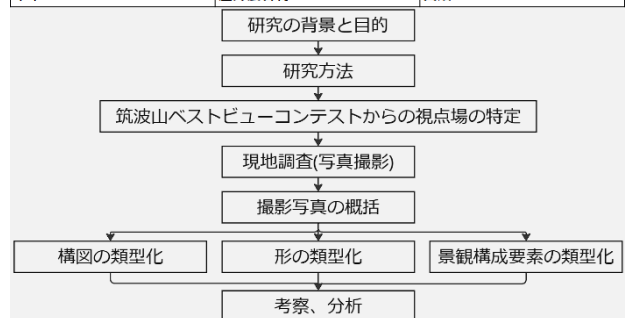 研究の背景と目的
研究方法
筑波山ベストビューコンテストからの視点場の特定
現地調査(写真撮影)
撮影写真の概括
構図の類型化
形の類型化
景観構成要素の類型化
考察、分析